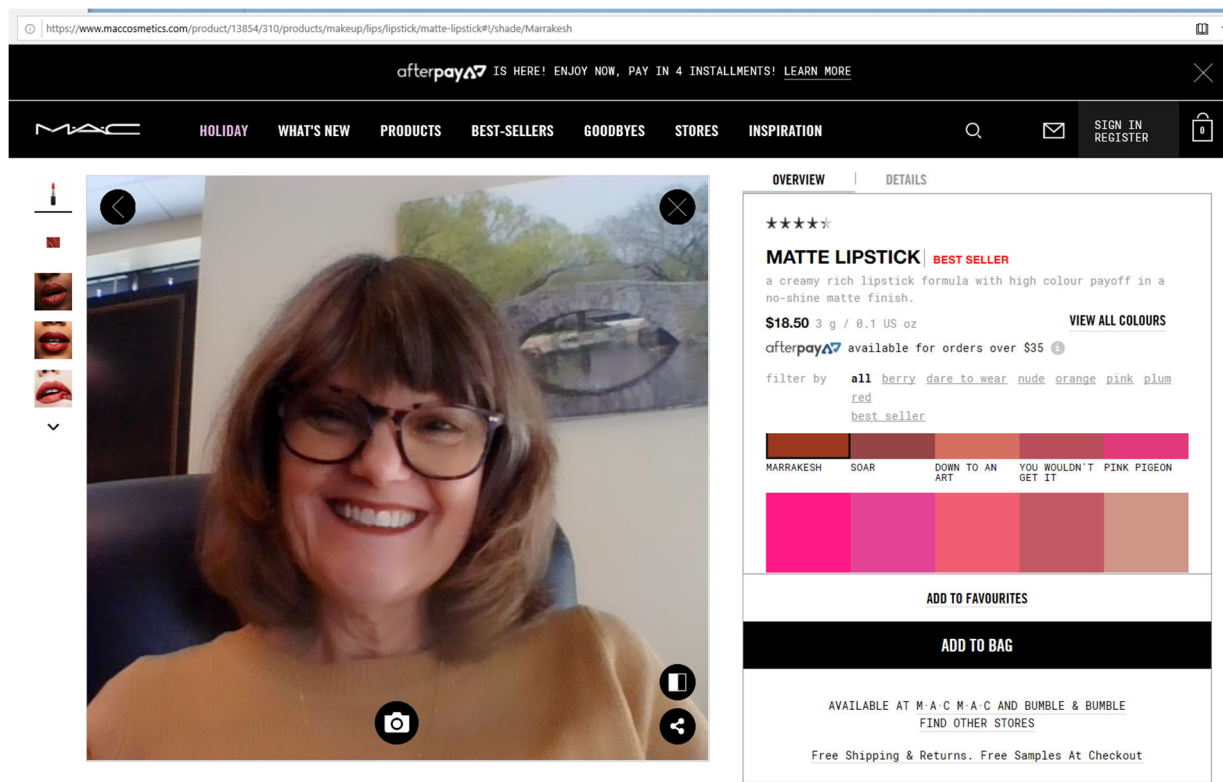 https://www.maccosmetics.com/product/13854/310/products/makeup/lips/lipstick/matte-lipstick#!/shade/Marrakesh
afterpay IS HERE! ENJOY NOW, PAY IN 4 INSTALLMENTS! LEARN MORE
M·A·C
HOLIDAY
WHAT'S NEW
PRODUCTS
BEST-SELLERS
GOODBYES
STORES
INSPIRATION
SIGN IN
REGISTER
0
OVERVIEW
DETAILS
MATTE LIPSTICK BEST SELLER
a creamy rich lipstick formula with high colour payoff in a
no-shine matte finish.
$18.50 3 g / 0.1 US oz
VIEW ALL COLOURS
afterpay available for orders over $35 i
filter by all berry dare to wear nude orange pink plum
red
best seller
MARRAKESH
SOAR
DOWN TO AN
ART
YOU WOULDN'T
GET IT
PINK PIGEON
ADD TO FAVOURITES
ADD TO BAG
AVAILABLE AT M·A·C M·A·C AND BUMBLE & BUMBLE
FIND OTHER STORES
Free Shipping & Returns. Free Samples At Checkout